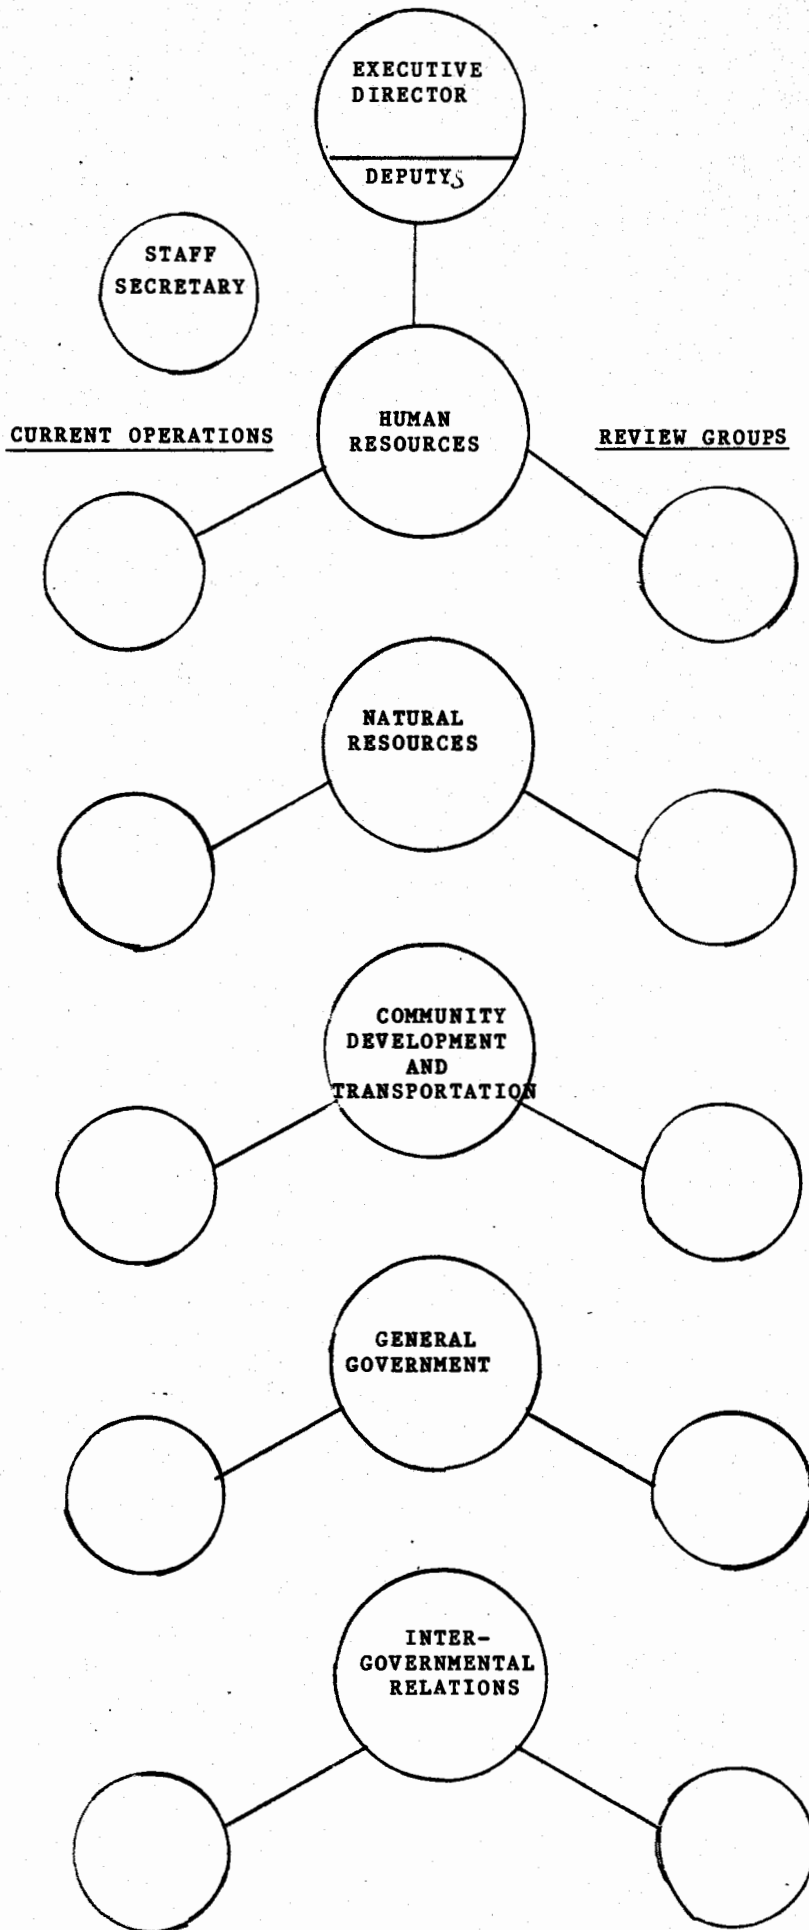 EXECUTIVE
DIRECTOR
DEPUTYS
STAFF
SECRETARY
HUMAN
RESOURCES
CURRENT OPERATIONS
REVIEW GROUPS
NATURAL
RESOURCES
COMMUNITY
DEVELOPMENT
AND
TRANSPORTATION
GENERAL
GOVERNMENT
INTER-
GOVERNMENTAL
RELATIONS